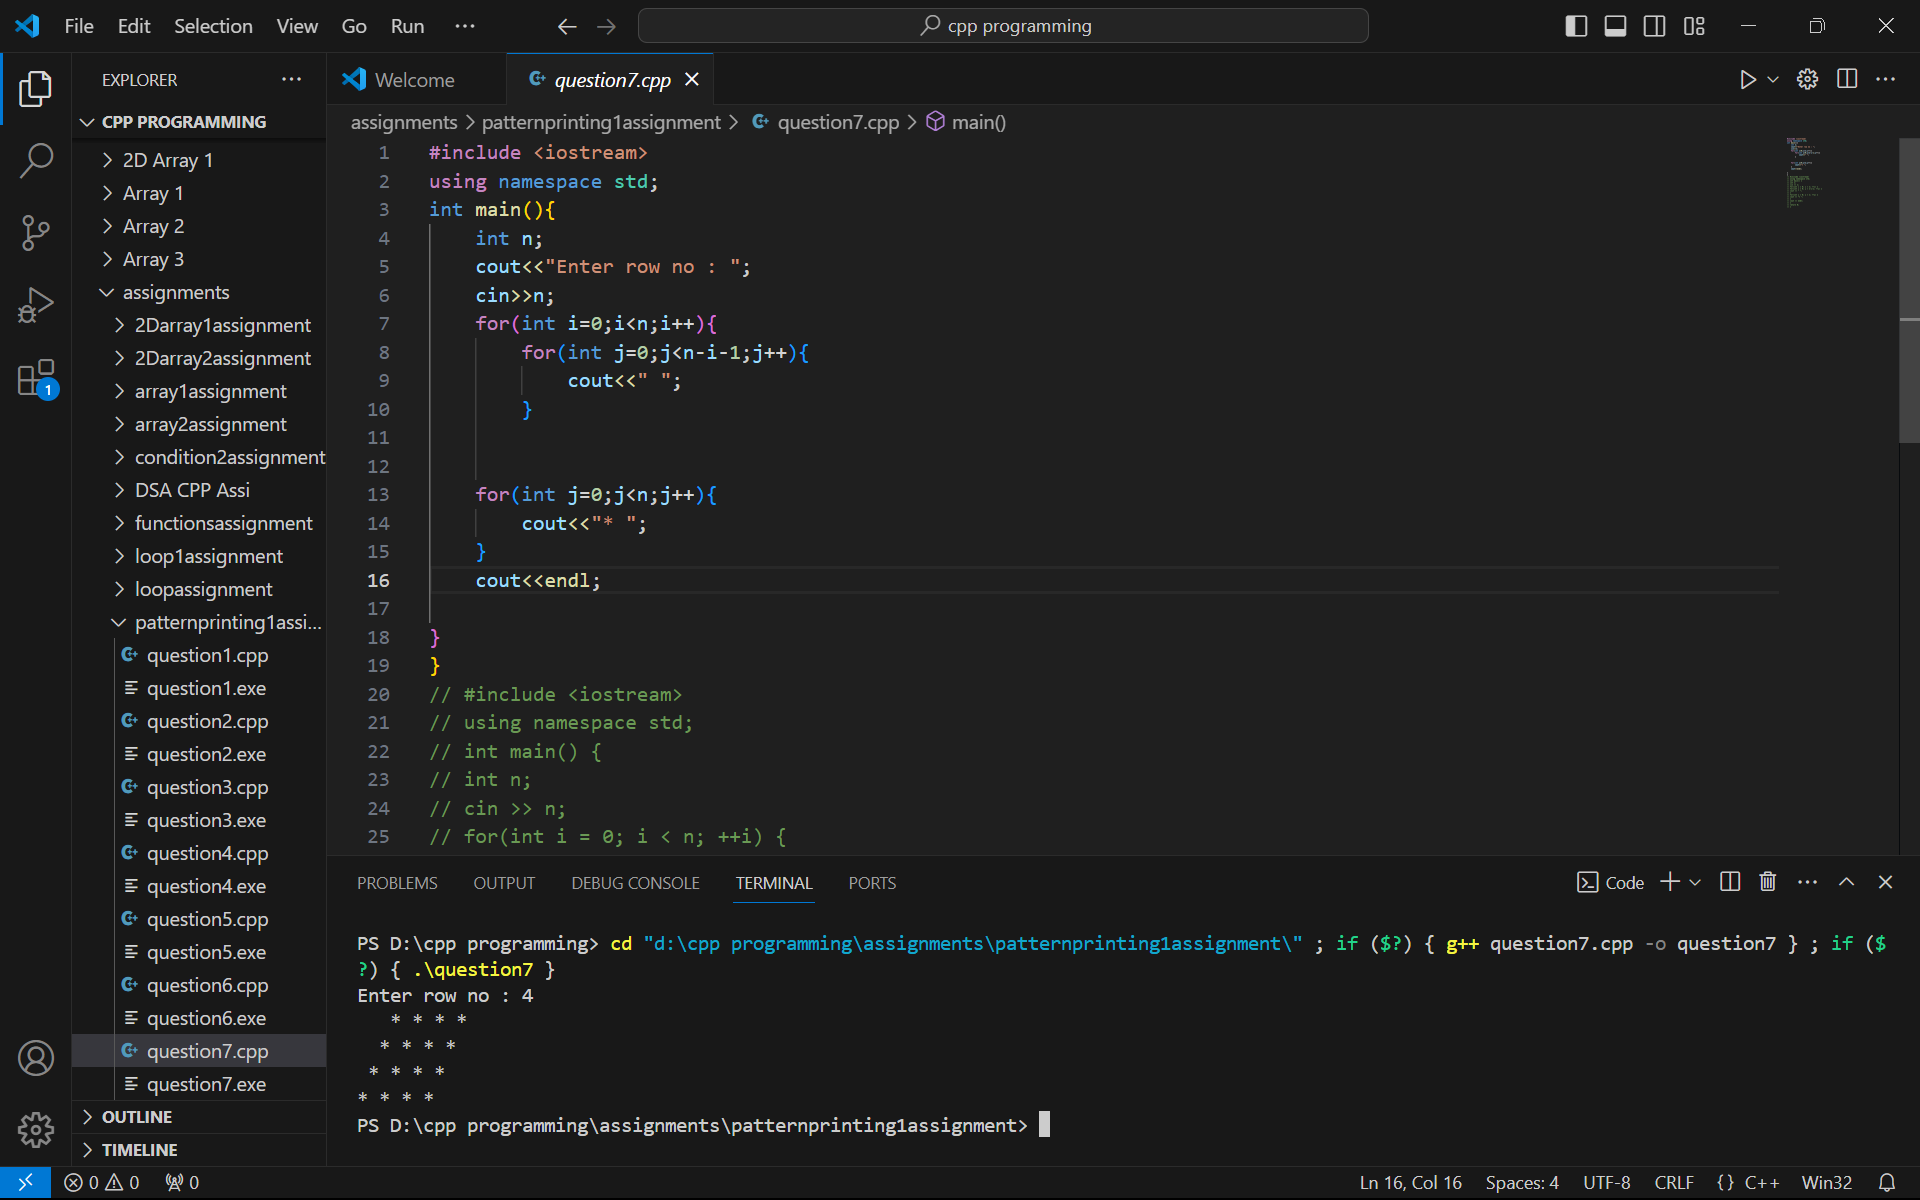 File Edit Selection View Go Run ··· cpp programming
EXPLORER ···
Welcome question7.cpp
CPP PROGRAMMING
assignments > patternprinting1assignment > question7.cpp > main()
2D Array 1
Array 1
Array 2
Array 3
assignments
2Darray1assignment
2Darray2assignment
array1assignment
array2assignment
condition2assignment
DSA CPP Assi
functionsassignment
loop1assignment
loopassignment
patternprinting1assi...
question1.cpp
question1.exe
question2.cpp
question2.exe
question3.cpp
question3.exe
question4.cpp
question4.exe
question5.cpp
question5.exe
question6.cpp
question6.exe
question7.cpp
question7.exe
OUTLINE
TIMELINE
1
1 #include <iostream>
2 using namespace std;
3 int main(){
4 int n;
5 cout<<"Enter row no : ";
6 cin>>n;
7 for(int i=0;i<n;i++){
8 for(int j=0;j<n-i-1;j++){
9 cout<<" ";
10 }
11
12
13 for(int j=0;j<n;j++){
14 cout<<"* ";
15 }
16 cout<<endl;
17
18 }
19 }
20 // #include <iostream>
21 // using namespace std;
22 // int main() {
23 // int n;
24 // cin >> n;
25 // for(int i = 0; i < n; ++i) {
PROBLEMS OUTPUT DEBUG CONSOLE TERMINAL PORTS Code
PS D:\cpp programming> cd "d:\cpp programming\assignments\patternprinting1assignment\" ; if ($?) { g++ question7.cpp -o question7 } ; if ($
?) { .\question7 }
Enter row no : 4
   * * * *
  * * * *
 * * * *
* * * *
PS D:\cpp programming\assignments\patternprinting1assignment>
0 0 0 Ln 16, Col 16 Spaces: 4 UTF-8 CRLF {} C++ Win32